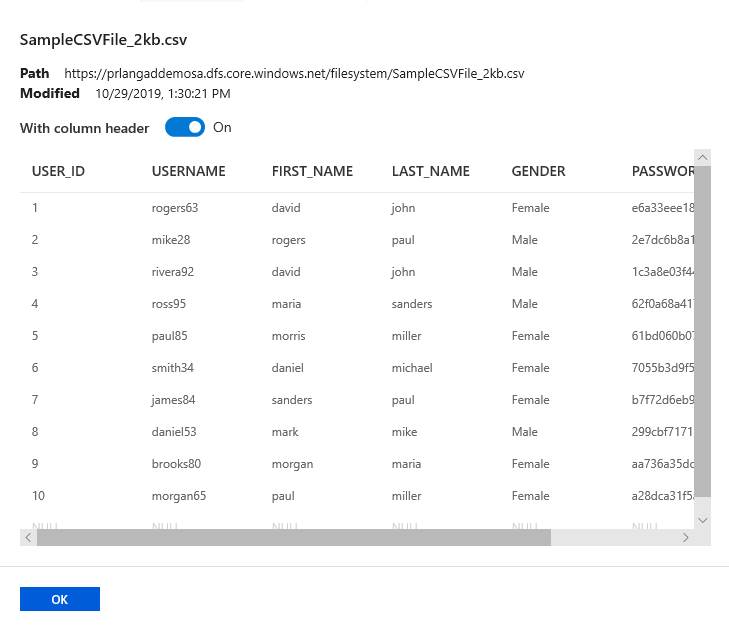 SampleCSVFile_2kb.csv
Path https://prlangaddemosa.dfs.core.windows.net/filesystem/SampleCSVFile_2kb.csv
Modified 10/29/2019, 1:30:21 PM
With column header On
USER_ID USERNAME FIRST_NAME LAST_NAME GENDER PASSWOR
1 rogers63 david john Female e6a33eee18
2 mike28 rogers paul Male 2e7dc6b8a1
3 rivera92 david john Male 1c3a8e03f44
4 ross95 maria sanders Male 62f0a68a41
5 paul85 morris miller Female 61bd060b07
6 smith34 daniel michael Female 7055b3d9f5
7 james84 sanders paul Female b7f72d6eb9
8 daniel53 mark mike Male 299cbf7171
9 brooks80 morgan maria Female aa736a35dc
10 morgan65 paul miller Female a28dca31f5
NULL NULL NULL NULL NULL NULL
OK